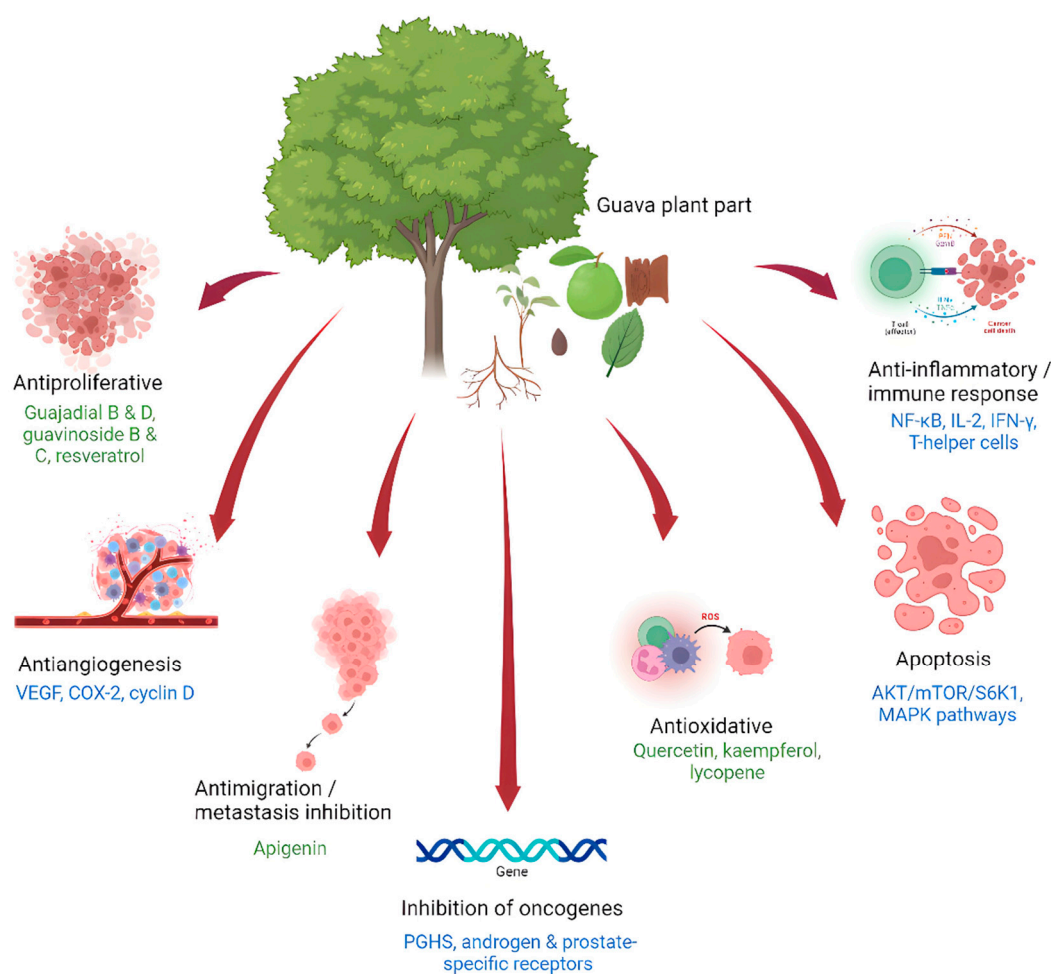 Guava plant part
T-cell
(affector)
Cancer
cell death
Antiproliferative
Guajadial B & D,
guavinoside B &
C, resveratrol
Anti-inflammatory /
immune response
NF-κB, IL-2, IFN-γ,
T-helper cells
Antiangiogenesis
VEGF, COX-2, cyclin D
Apoptosis
AKT/mTOR/S6K1,
MAPK pathways
ROS
Antioxidative
Quercetin, kaempferol,
lycopene
Antimigration /
metastasis inhibition
Apigenin
Gene
Inhibition of oncogenes
PGHS, androgen & prostate-
specific receptors